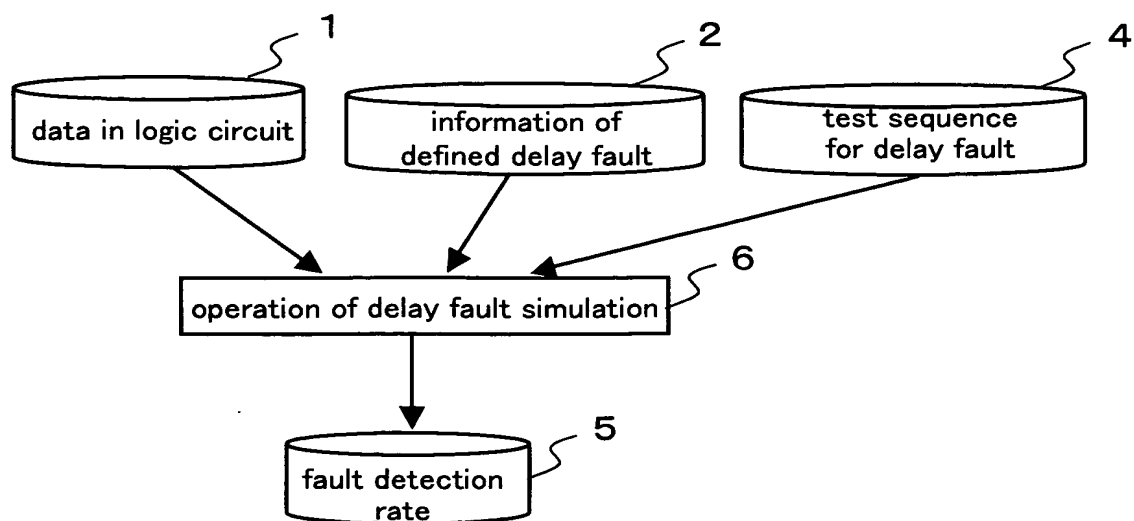 1
2
4
data in logic circuit
information of
defined delay fault
test sequence
for delay fault
6
operation of delay fault simulation
5
fault detection
rate